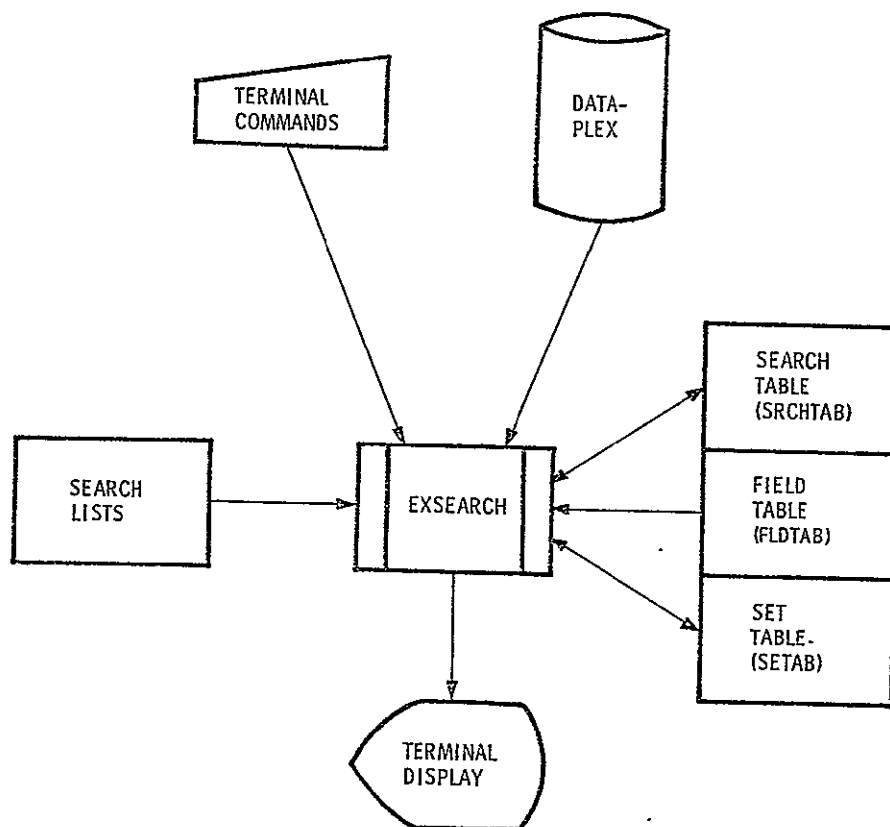 TERMINAL
COMMANDS
DATA-
PLEX
SEARCH
TABLE
(SRCHTAB)
SEARCH
LISTS
EXSEARCH
FIELD
TABLE
(FLDTAB)
SET
TABLE-
(SETAB)
TERMINAL
DISPLAY